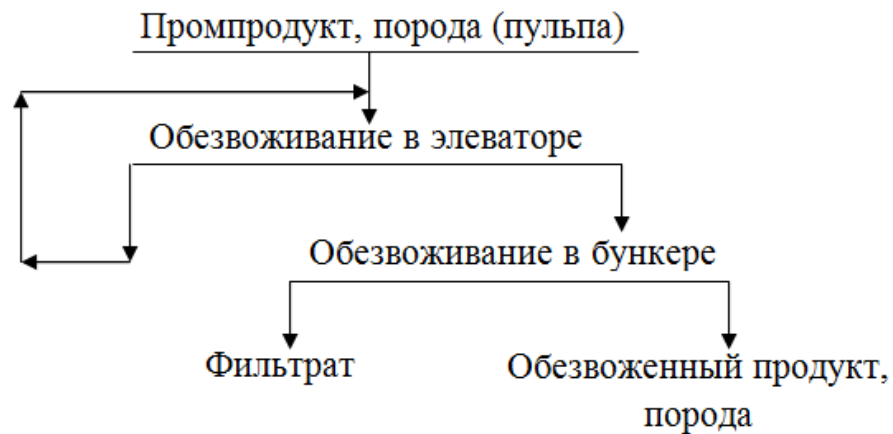 Промпродукт, порода (пульпа)
Обезвоживание в элеваторе
Обезвоживание в бункере
Фильтрат
Обезвоженный продукт,
порода